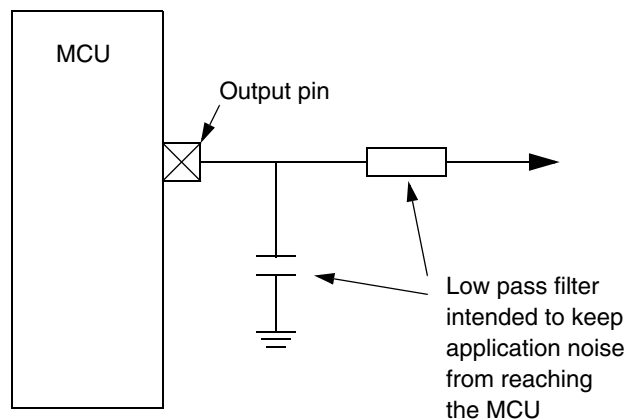 MCU
Output pin
Low pass filter
intended to keep
application noise
from reaching
the MCU